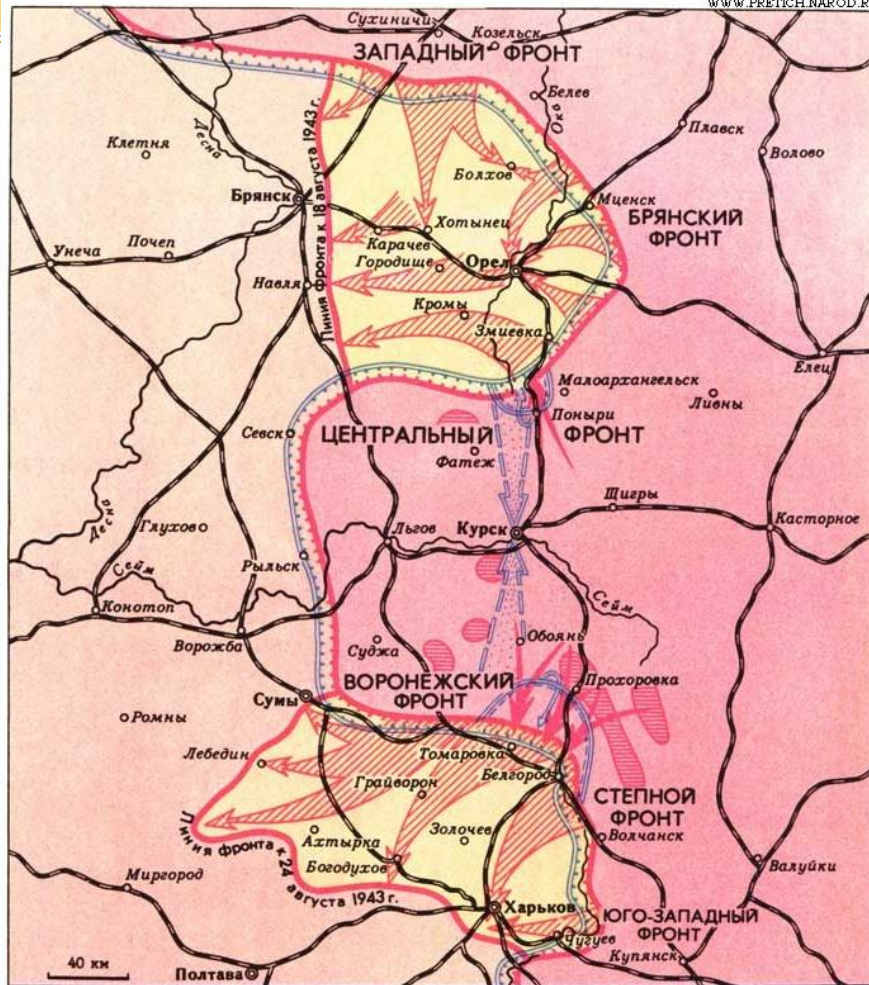 WWW.PRETICH.NAROD.R
Сухиничи
Козельск
ЗАПАДНЫЙ ФРОНТ
Белев
Ока
Плавск
Волово
Клетня
Десна
Линия фронта к 18 августа 1943 г.
Болхов
Брянск
Мценск
БРЯНСКИЙ
ФРОНТ
Хотынец
Карачев
Почеп
Унеча
Городище
Орел
Навля
Кромы
Змиевка
Елец
Малоархангельск
Ливны
Поныри
Севск
ЦЕНТРАЛЬНЫЙ ФРОНТ
Фатеж
Щигры
Десна
Глухов
Льгов
Курск
Касторное
Рыльск
Сейм
Сейм
Конотоп
Ворожба
Суджа
Обоянь
Прохоровка
ВОРОНЕЖСКИЙ
ФРОНТ
Сумы
Ромны
Лебедин
Томаровка
Белгород
Грайворон
СТЕПНОЙ
ФРОНТ
Волчанск
Золочев
Ахтырка
Богодухов
Линия фронта к 24 августа 1943 г.
Валуйки
Миргород
Харьков
ЮГО-ЗАПАДНЫЙ
ФРОНТ
Чугуев
Купянск
40 км
Полтава